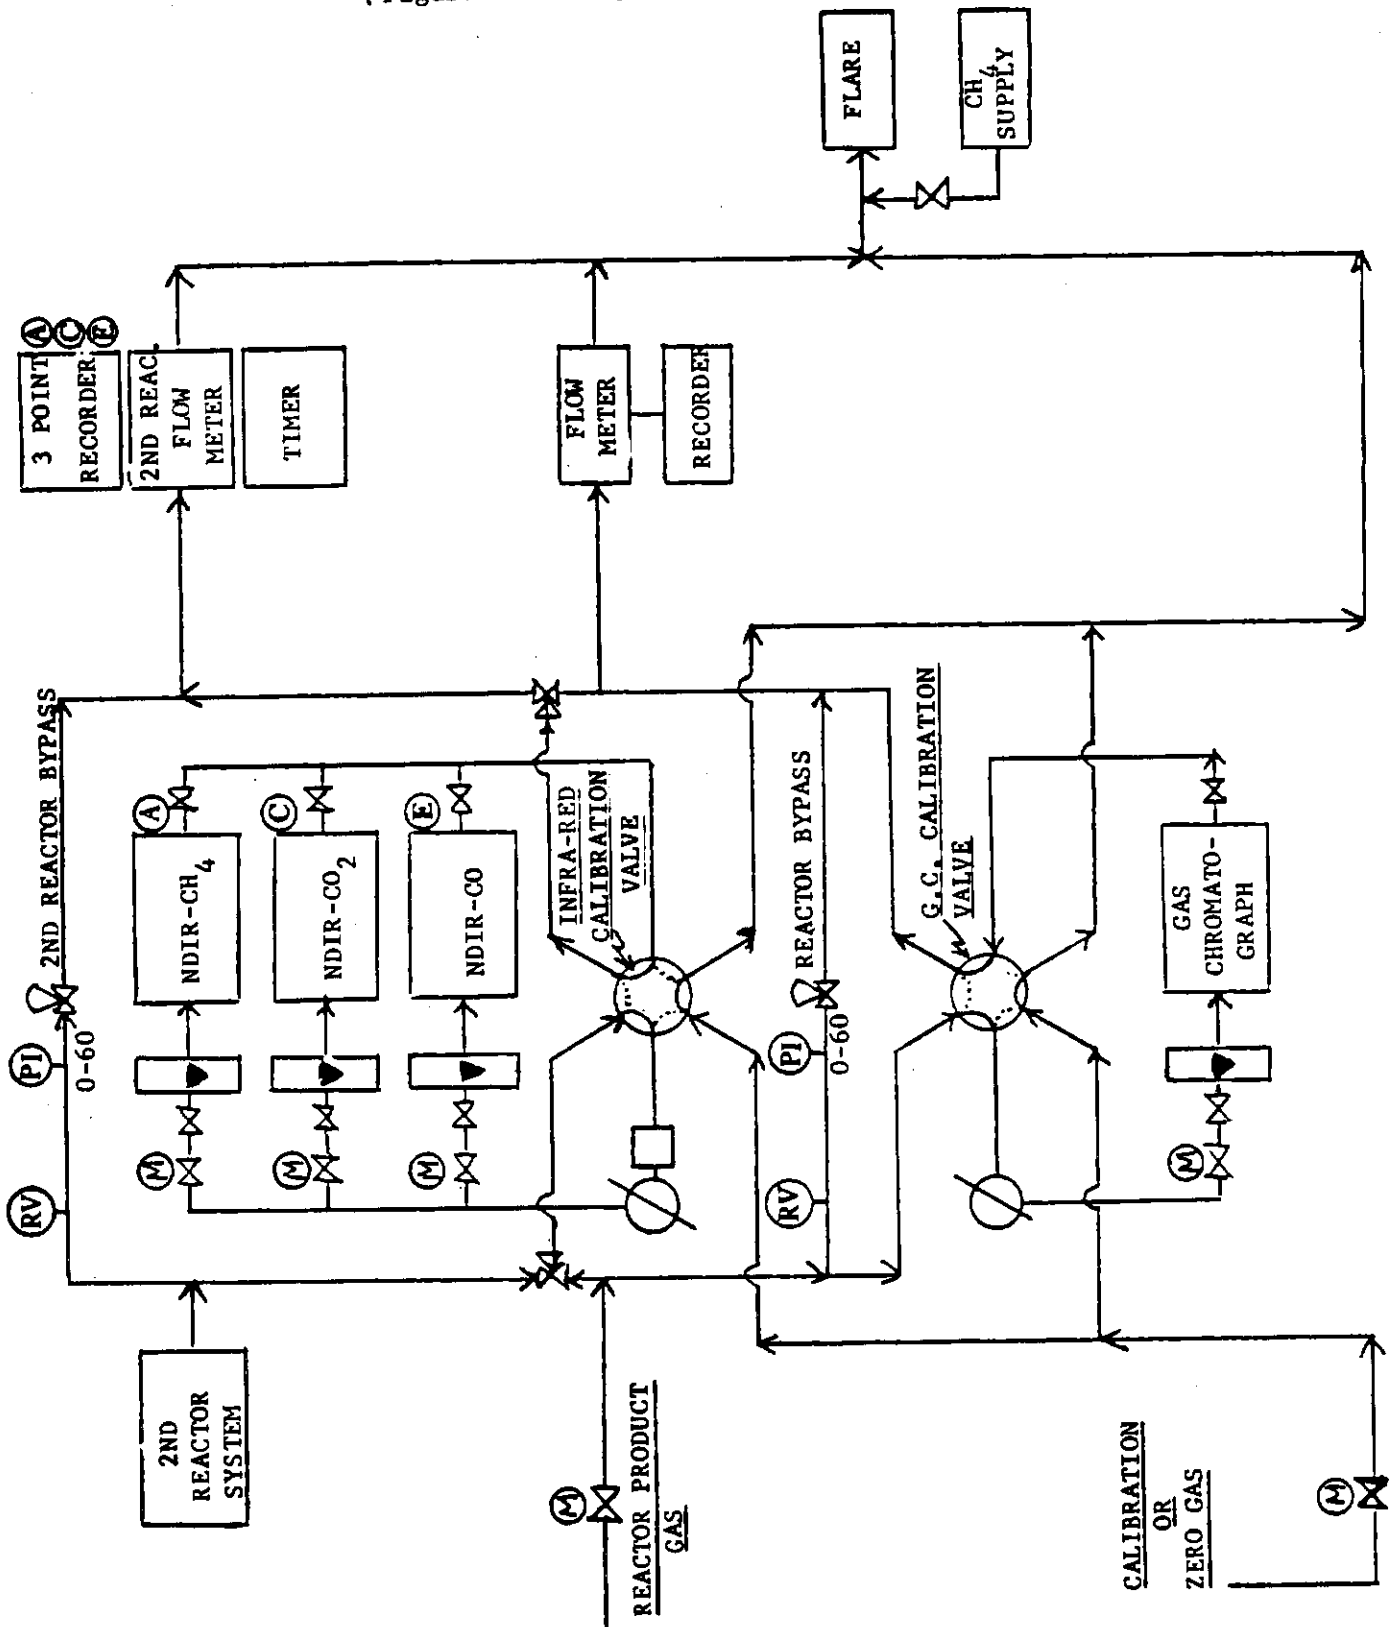 FLARE
CH4
SUPPLY
3 POINT
RECORDER
A
C
E
2ND REAC.
FLOW
METER
TIMER
FLOW
METER
RECORDER
2ND REACTOR BYPASS
PI
0-60
RV
NDIR-CH4
A
M
NDIR-CO2
C
M
NDIR-CO
E
M
INFRA-RED
CALIBRATION
VALVE
REACTOR BYPASS
PI
0-60
RV
G.C. CALIBRATION
VALVE
GAS
CHROMATO-
GRAPH
M
2ND
REACTOR
SYSTEM
M
REACTOR PRODUCT
GAS
CALIBRATION
OR
ZERO GAS
M